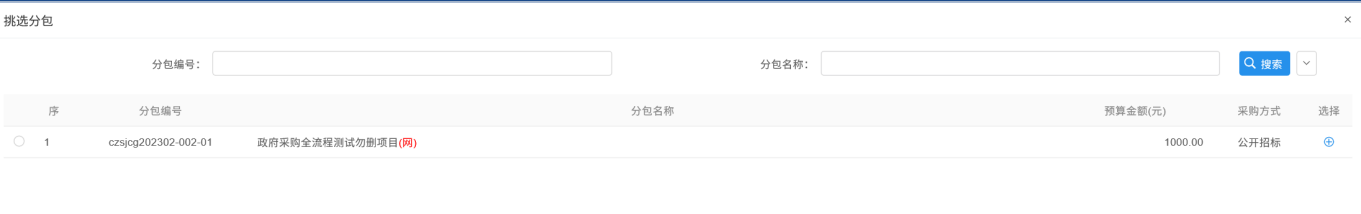 挑选分包 ×
分包编号： 分包名称： 搜索
序 分包编号 分包名称 预算金额(元) 采购方式 选择
1 czsjcg202302-002-01 政府采购全流程测试勿删项目(网) 1000.00 公开招标